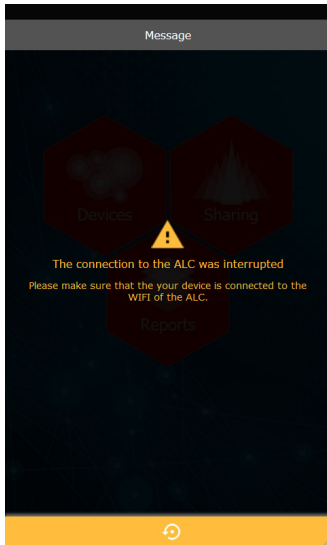 Message
Devices
Sharing
The connection to the ALC was interrupted
Please make sure that the your device is connected to the
WIFI of the ALC.
Reports